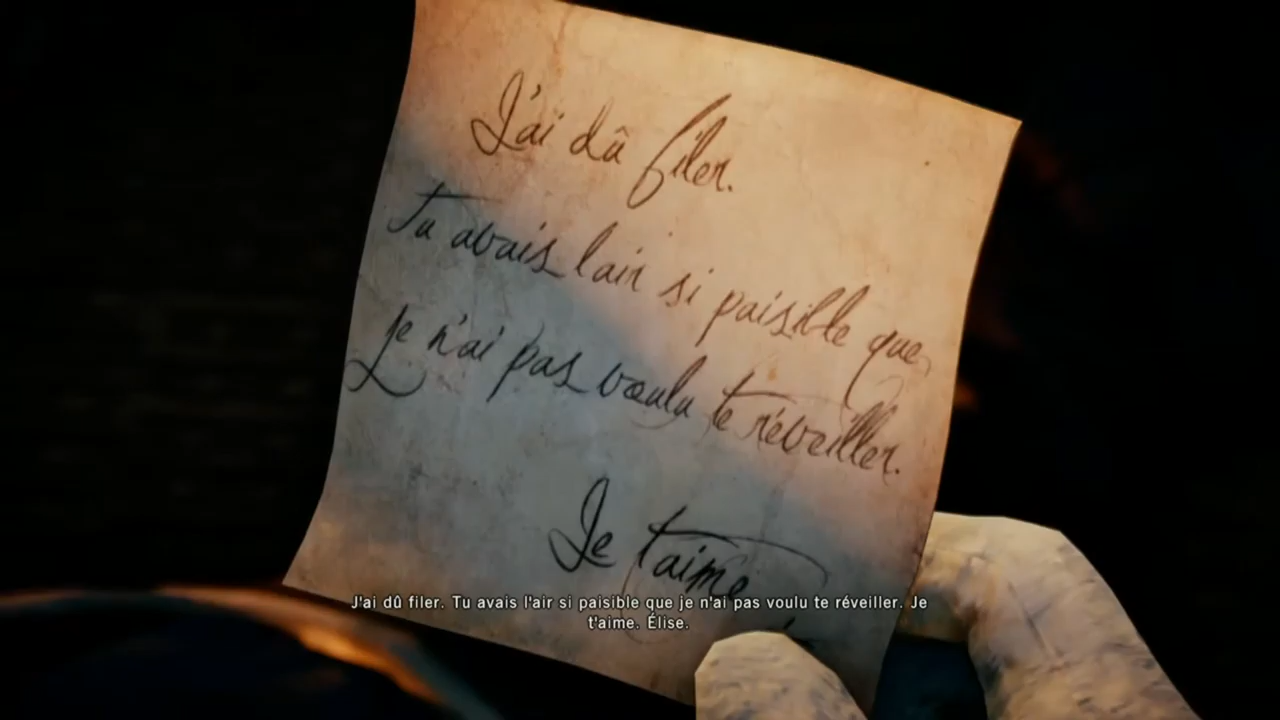 J'ai dû filer.
Tu avais l'air si paisible que
je n'ai pas voulu te réveiller.
Je t'aime
J'ai dû filer. Tu avais l'air si paisible que je n'ai pas voulu te réveiller. Je
t'aime. Élise.